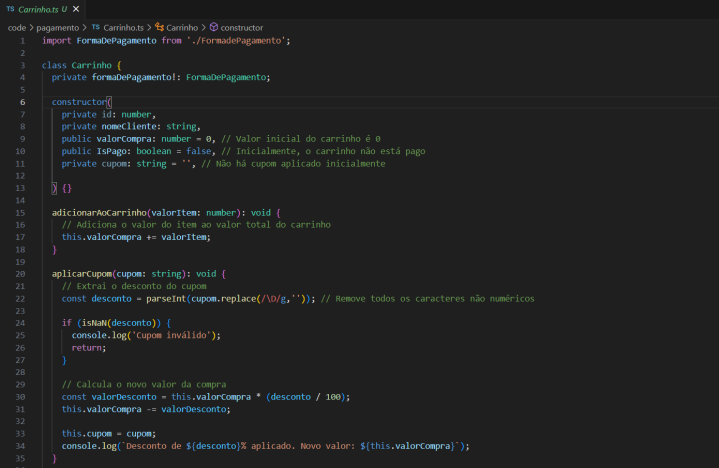 TS Carrinho.ts U ×
code > pagamento > TS Carrinho.ts > Carrinho > constructor
1 import FormaDePagamento from './FormadePagamento';
2
3 class Carrinho {
4 private formaDePagamento!: FormaDePagamento;
5
6 constructor(
7 private id: number,
8 private nomeCliente: string,
9 public valorCompra: number = 0, // Valor inicial do carrinho é 0
10 public IsPago: boolean = false, // Inicialmente, o carrinho não está pago
11 private cupom: string = '', // Não há cupom aplicado inicialmente
12
13 ) {}
14
15 adicionarAoCarrinho(valorItem: number): void {
16 // Adiciona o valor do item ao valor total do carrinho
17 this.valorCompra += valorItem;
18 }
19
20 aplicarCupom(cupom: string): void {
21 // Extrai o desconto do cupom
22 const desconto = parseInt(cupom.replace(/\D/g,'')); // Remove todos os caracteres não numéricos
23
24 if (isNaN(desconto)) {
25 console.log('Cupom inválido');
26 return;
27 }
28
29 // Calcula o novo valor da compra
30 const valorDesconto = this.valorCompra * (desconto / 100);
31 this.valorCompra -= valorDesconto;
32
33 this.cupom = cupom;
34 console.log(`Desconto de ${desconto}% aplicado. Novo valor: ${this.valorCompra}`);
35 }